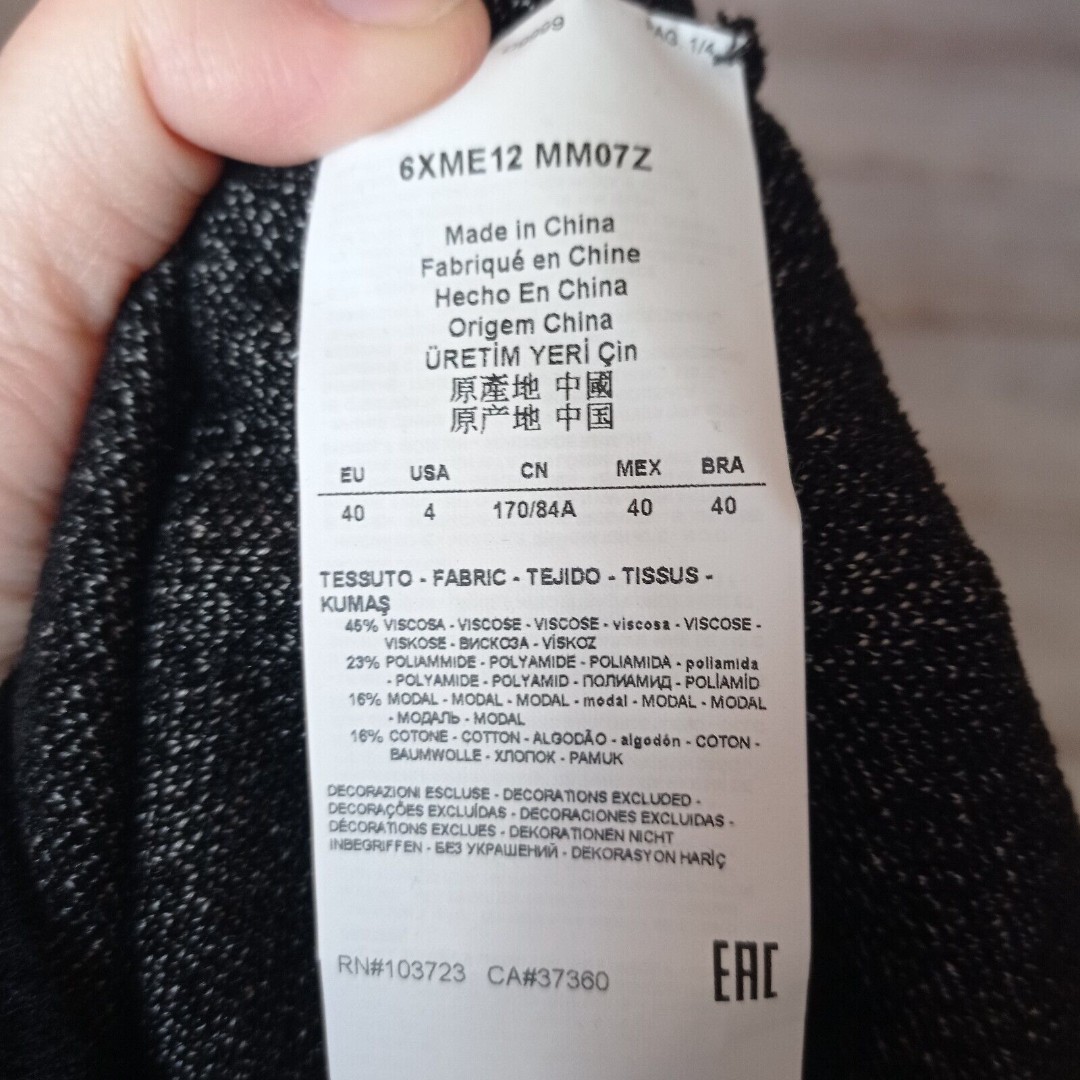 PAG 1/4
6XME12 MM07Z
Made in China
Fabriqué en Chine
Hecho En China
Origem China
ÜRETİM YERİ Çin
原產地 中國
原产地 中国
EU USA CN MEX BRA
40 4 170/84A 40 40
TESSUTO - FABRIC - TEJIDO - TISSUS -
KUMAŞ
45% VISCOSA - VISCOSE - VISCOSE - viscosa - VISCOSE -
VISKOSE - ВИСКОЗА - VİSKOZ
23% POLIAMMIDE - POLYAMIDE - POLIAMIDA - poliamida
- POLYAMIDE - POLYAMID - ПОЛИАМИД - POLİAMİD
16% MODAL - MODAL - MODAL - modal - MODAL - MODAL
- МОДАЛЬ - MODAL
16% COTONE - COTTON - ALGODÃO - algodón - COTON -
BAUMWOLLE - ХЛОПОК - PAMUK
DECORAZIONI ESCLUSE - DECORATIONS EXCLUDED -
DECORAÇÕES EXCLUÍDAS - DECORACIONES EXCLUIDAS -
DÉCORATIONS EXCLUES - DEKORATIONEN NICHT
INBEGRIFFEN - БЕЗ УКРАШЕНИЙ - DEKORASYON HARİÇ
RN#103723 CA#37360
EAC